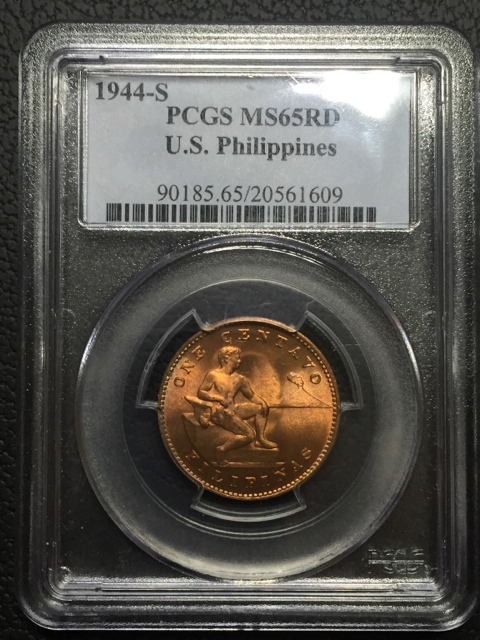 1944-S
PCGS MS65RD
U.S. Philippines
90185.65/20561609
ONE CENTAVO
FILIPINAS